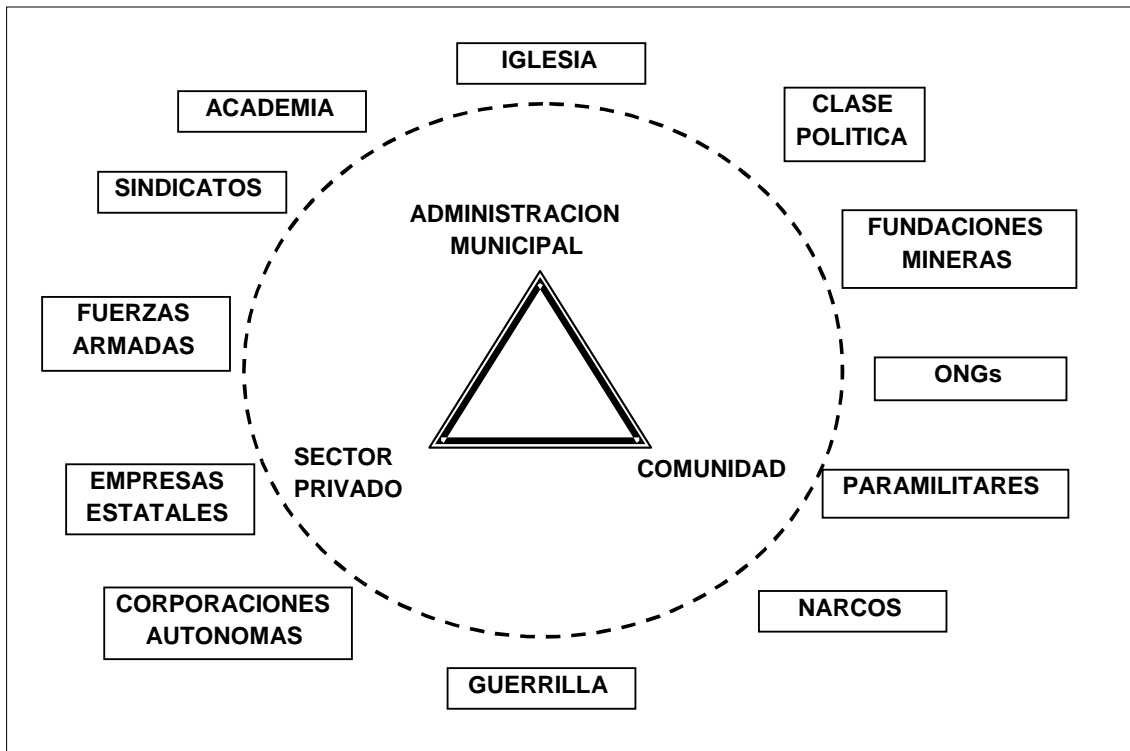 IGLESIA
ACADEMIA
CLASE
POLITICA
SINDICATOS
ADMINISTRACION
MUNICIPAL
FUNDACIONES
MINERAS
FUERZAS
ARMADAS
ONGs
SECTOR
PRIVADO
COMUNIDAD
EMPRESAS
ESTATALES
PARAMILITARES
CORPORACIONES
AUTONOMAS
NARCOS
GUERRILLA